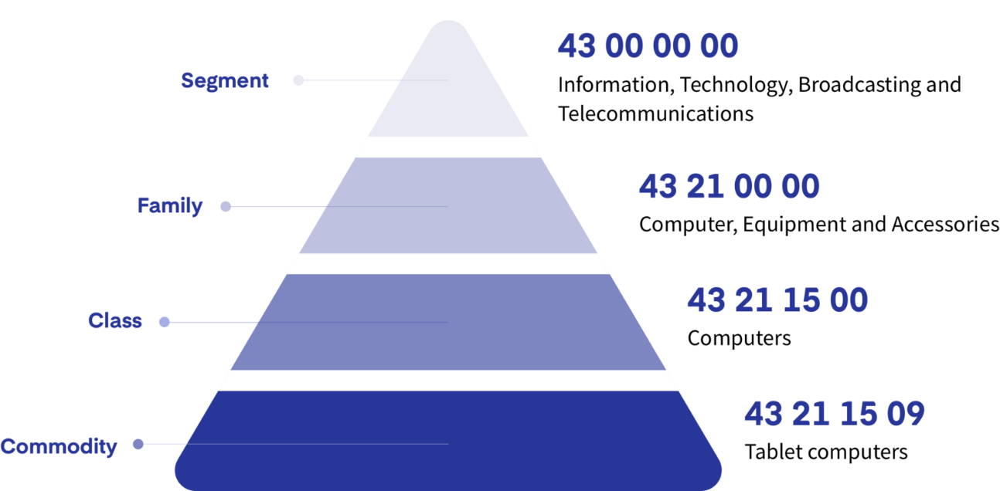 Segment
43 00 00 00
Information, Technology, Broadcasting and
Telecommunications
Family
43 21 00 00
Computer, Equipment and Accessories
Class
43 21 15 00
Computers
Commodity
43 21 15 09
Tablet computers